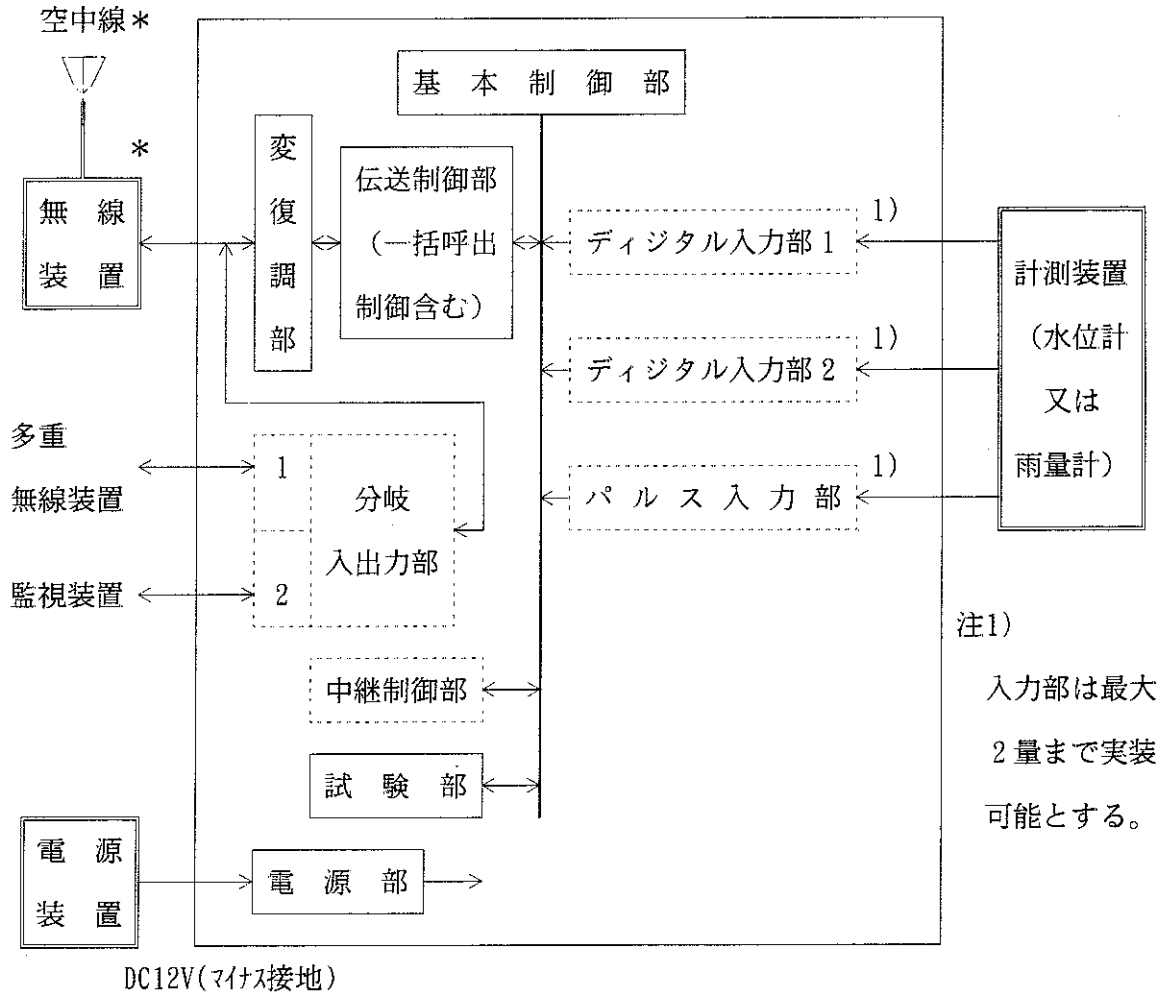 空中線*
基本制御部
*
無線
装置
変
復
調
部
伝送制御部
(一括呼出
制御含む)
ディジタル入力部1
1)
ディジタル入力部2
1)
パルス入力部
1)
計測装置
(水位計
又は
雨量計)
多重
無線装置
監視装置
1
2
分岐
入出力部
中継制御部
試験部
電源
装置
電源部
DC12V(マイナス接地)
注1)
入力部は最大
2量まで実装
可能とする。